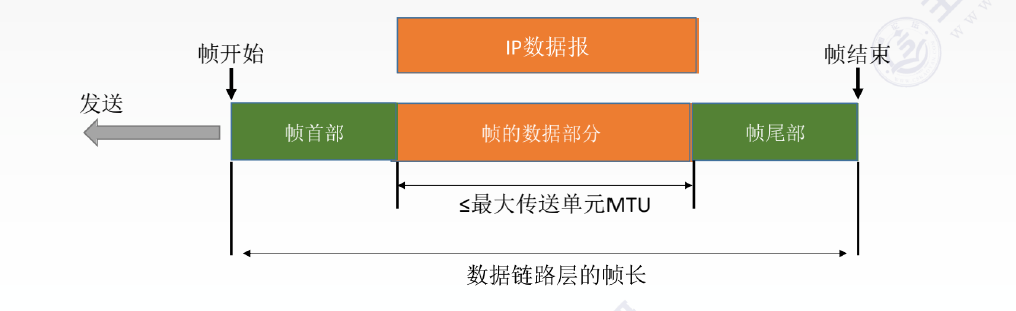 IP数据报
帧开始
帧结束
发送
帧首部
帧的数据部分
帧尾部
≤最大传送单元MTU
数据链路层的帧长